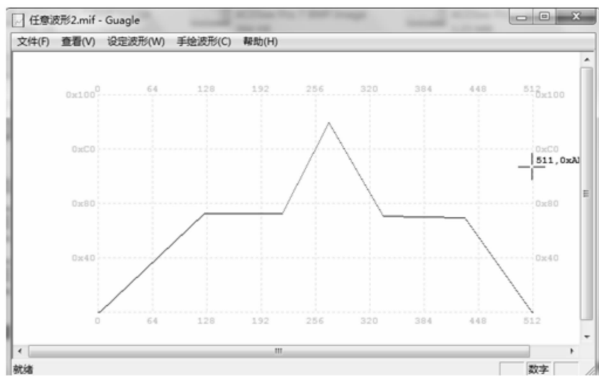 任意波形2.mif - Guagle
文件(F) 查看(V) 设定波形(W) 手绘波形(C) 帮助(H)
0 64 128 192 256 320 384 448 512
0x100 0x100
0xC0 0xC0
511,0xA
0x80 0x80
0x40 0x40
0 64 128 192 256 320 384 448 512
就绪 数字